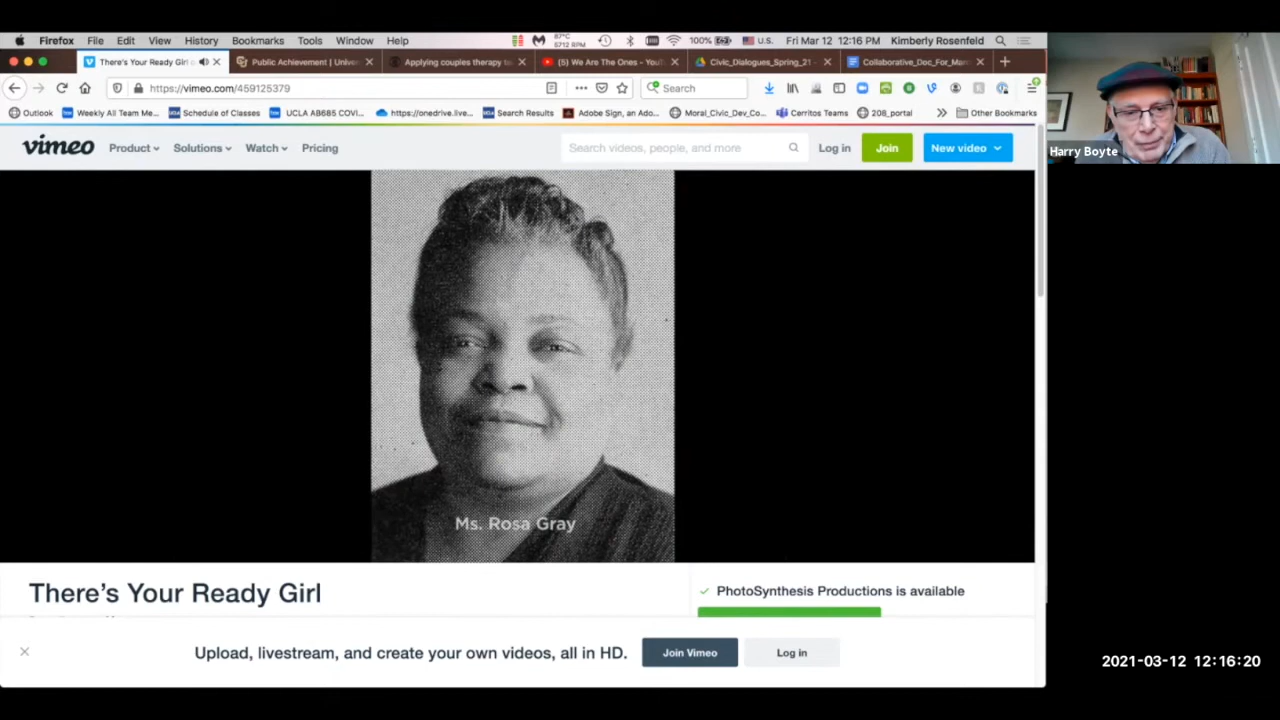 Firefox File Edit View History Bookmarks Tools Window Help 100% U.S. Fri Mar 12 12:16 PM Kimberly Rosenfeld
There's Your Ready Girl Public Achievement | Unive Applying couples therapy to (5) We Are The Ones - YouT Civic_Dialogues_Spring_21 - Collaborative_Doc_For_Man
https://vimeo.com/459125379 Search
Outlook Weekly All Team Me... Schedule of Classes UCLA AB685 COVI... https://onedrive.live... Search Results Adobe Sign, an Ado... Moral_Civic_Dev_Co... Cerritos Teams 208_portal Other Bookmarks
vimeo Product Solutions Watch Pricing Search videos, people, and more Log in Join New video
Harry Boyte
Ms. Rosa Gray
There's Your Ready Girl
PhotoSynthesis Productions is available
Upload, livestream, and create your own videos, all in HD. Join Vimeo Log in
2021-03-12 12:16:20